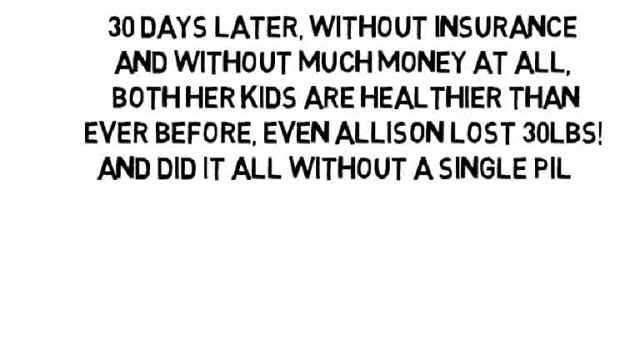 30 DAYS LATER, WITHOUT INSURANCE
AND WITHOUT MUCH MONEY AT ALL,
BOTH HER KIDS ARE HEALTHIER THAN
EVER BEFORE, EVEN ALLISON LOST 30LBS!
AND DID IT ALL WITHOUT A SINGLE PIL